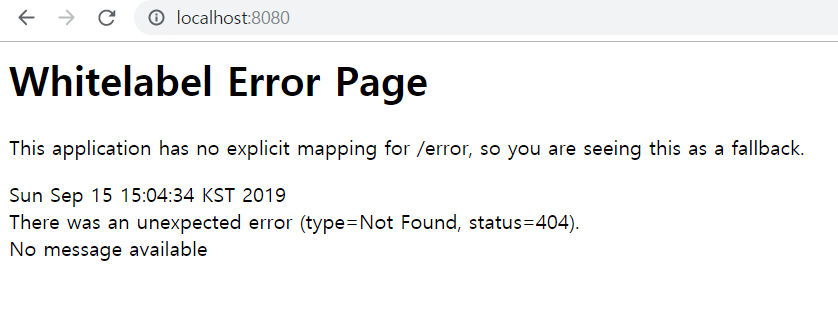 localhost:8080
Whitelabel Error Page
This application has no explicit mapping for /error, so you are seeing this as a fallback.
Sun Sep 15 15:04:34 KST 2019
There was an unexpected error (type=Not Found, status=404).
No message available